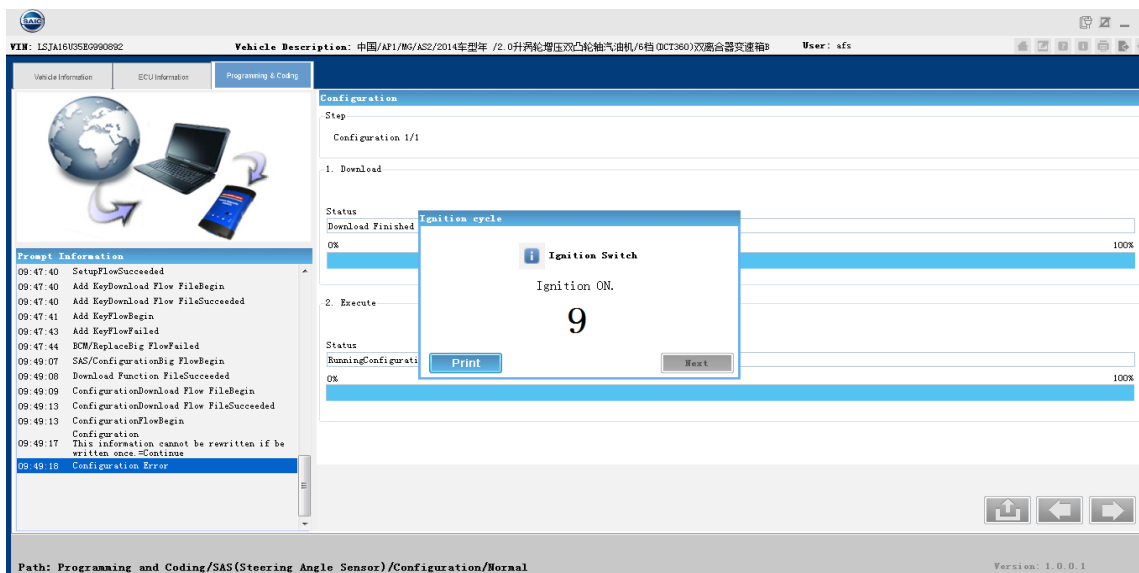 SAIC
VIN: LSJA16U35EG990892 Vehicle Description: 中国/AP1/MG/AS2/2014车型年 /2.0升涡轮增压双凸轮轴汽油机/6档(DCT360)双离合器变速箱B User: afs
Vehicle Information ECU Information Programming & Coding
Configuration
Step
Configuration 1/1
1. Download
Status
Download Finished
0% 100%
2. Execute
Status
RunningConfigurati
0% 100%
Ignition cycle
Ignition Switch
Ignition ON.
9
Print Next
Prompt Information
09:47:40 SetupFlowSucceeded
09:47:40 Add KeyDownload Flow FileBegin
09:47:40 Add KeyDownload Flow FileSucceeded
09:47:41 Add KeyFlowBegin
09:47:43 Add KeyFlowFailed
09:47:44 BCM/ReplaceBig FlowFailed
09:49:07 SAS/ConfigurationBig FlowBegin
09:49:08 Download Function FileSucceeded
09:49:09 ConfigurationDownload Flow FileBegin
09:49:13 ConfigurationDownload Flow FileSucceeded
09:49:13 ConfigurationFlowBegin
Configuration
09:49:17 This information cannot be rewritten if be
written once.=Continue
09:49:18 Configuration Error
Path: Programming and Coding/SAS(Steering Angle Sensor)/Configuration/Normal Version: 1.0.0.1